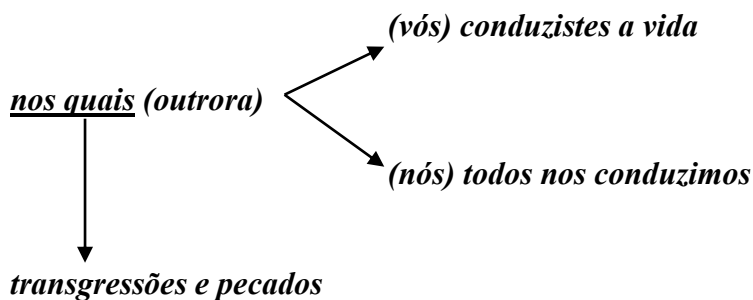 (vós) conduzistes a vida
nos quais (outrora)
(nós) todos nos conduzimos
transgressões e pecados